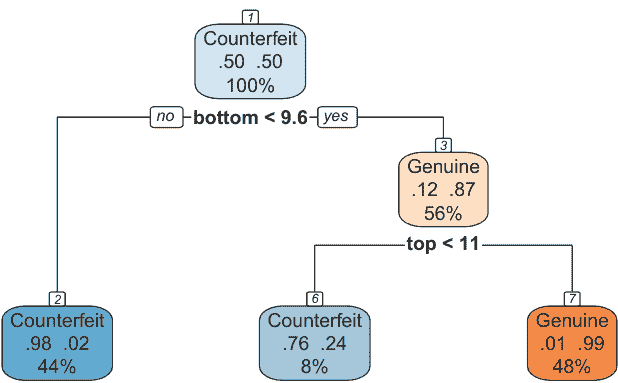 1
Counterfeit
.50 .50
100%
no bottom < 9.6 yes
3
Genuine
.12 .87
56%
top < 11
2
Counterfeit
.98 .02
44%
6
Counterfeit
.76 .24
8%
7
Genuine
.01 .99
48%